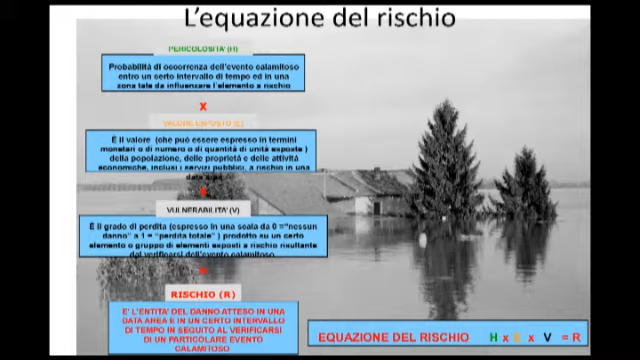 L'equazione del rischio
PERICOLOSITA' (H)
Probabilità di occorrenza dell'evento calamitoso
entro un certo intervallo di tempo ed in una
zona tale da influenzare l'elemento a rischio
X
VALORE ESPOSTO (E)
È il valore (che può essere espresso in termini
monetari o di numero o di quantità di unità esposte )
della popolazione, delle proprietà e delle attività
economiche, inclusi i servizi pubblici, a rischio in una
data area
x
VULNERABILITA' (V)
È il grado di perdita (espresso in una scala da 0 ="nessun
danno" a 1 = "perdita totale" ) prodotto su un certo
elemento o gruppo di elementi esposti a rischio risultante
dal verificarsi dell'evento calamitoso
=
RISCHIO (R)
E' L'ENTITA' DEL DANNO ATTESO IN UNA
DATA AREA E IN UN CERTO INTERVALLO
DI TEMPO IN SEGUITO AL VERIFICARSI
DI UN PARTICOLARE EVENTO
CALAMITOSO
EQUAZIONE DEL RISCHIO H x E x V = R